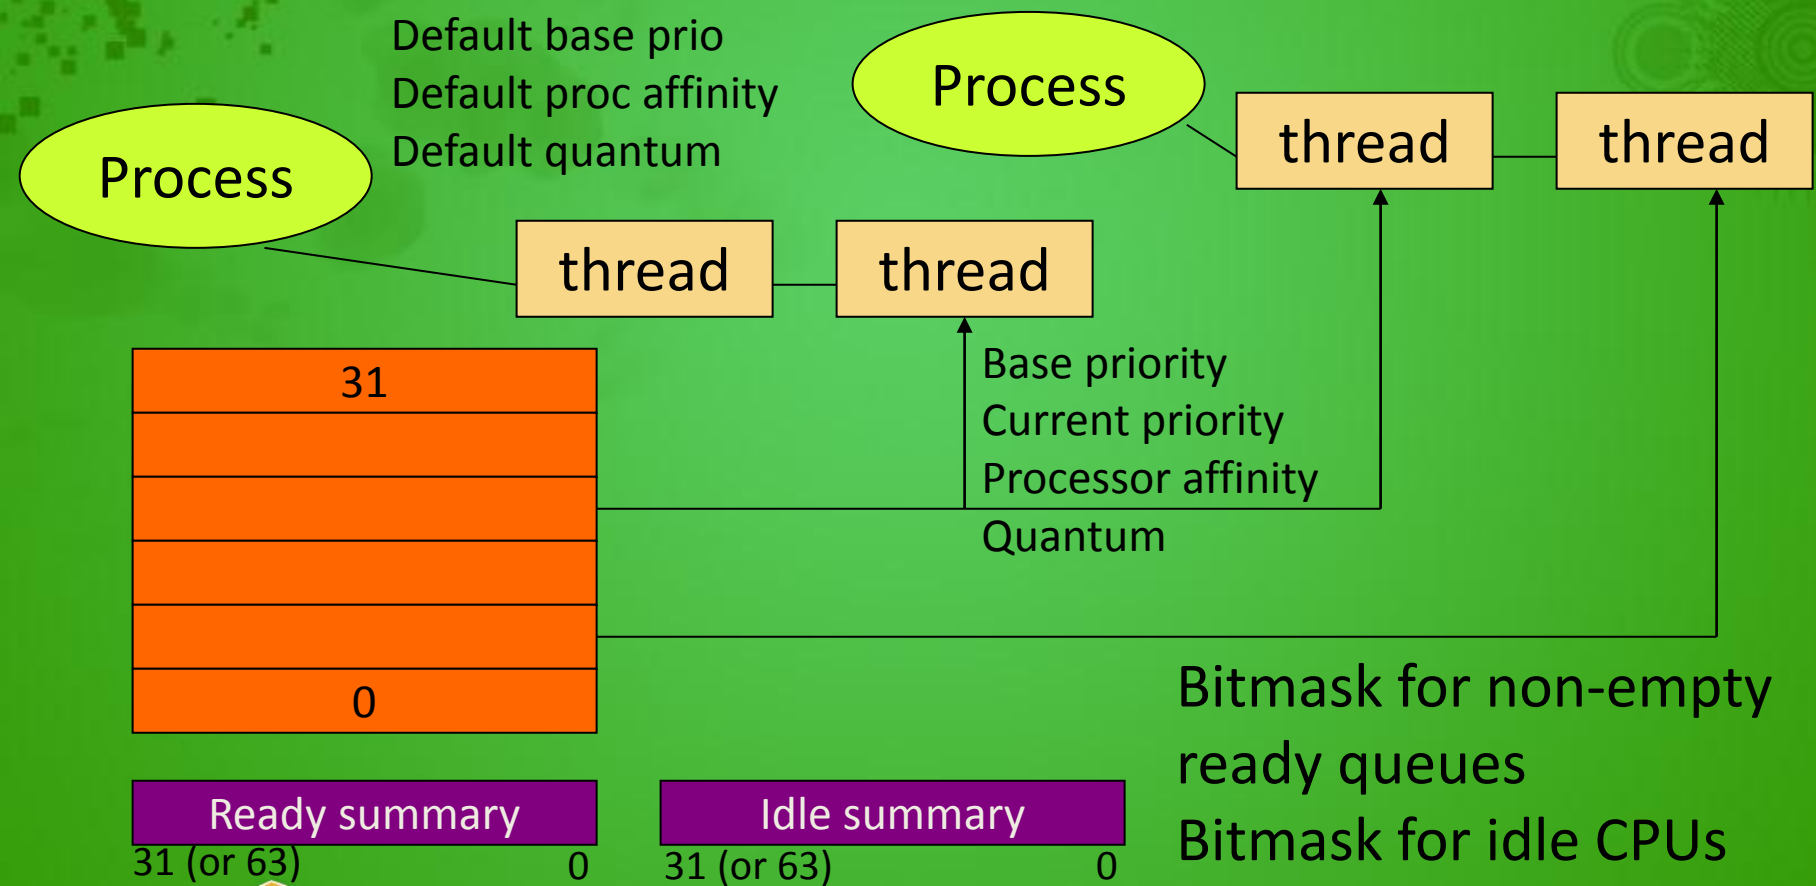 Default base prio
Default proc affinity
Default quantum
Process
Process
thread
thread
thread
thread
Base priority
Current priority
Processor affinity
Quantum
31
0
Ready summary
31 (or 63) 0
Idle summary
31 (or 63) 0
Bitmask for non-empty
ready queues
Bitmask for idle CPUs